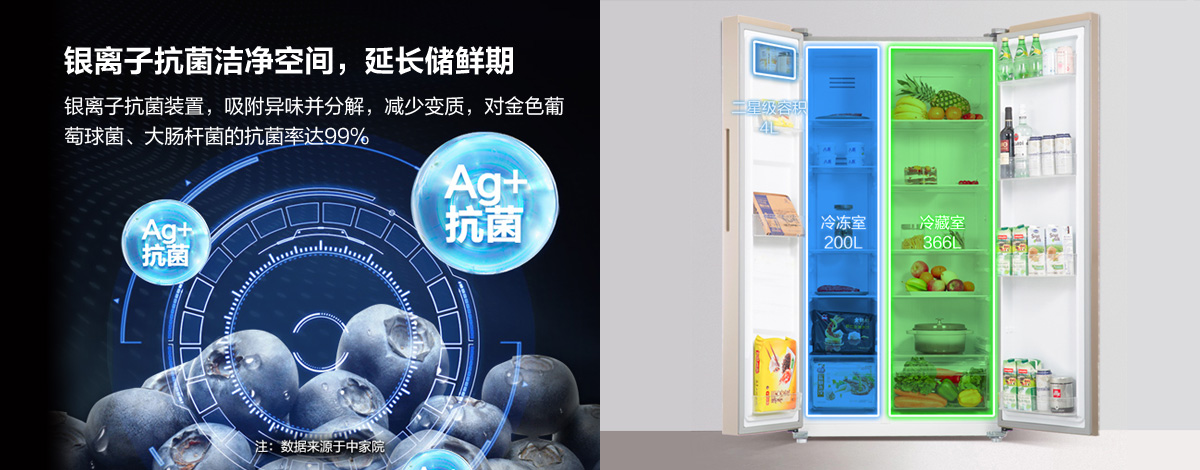 银离子抗菌洁净空间，延长储鲜期
银离子抗菌装置，吸附异味并分解，减少变质，对金色葡
萄球菌、大肠杆菌的抗菌率达99%
Ag+
抗菌
Ag+
抗菌
注：数据来源于中家院
二星级容积
4L
冷冻室
200L
冷藏室
366L